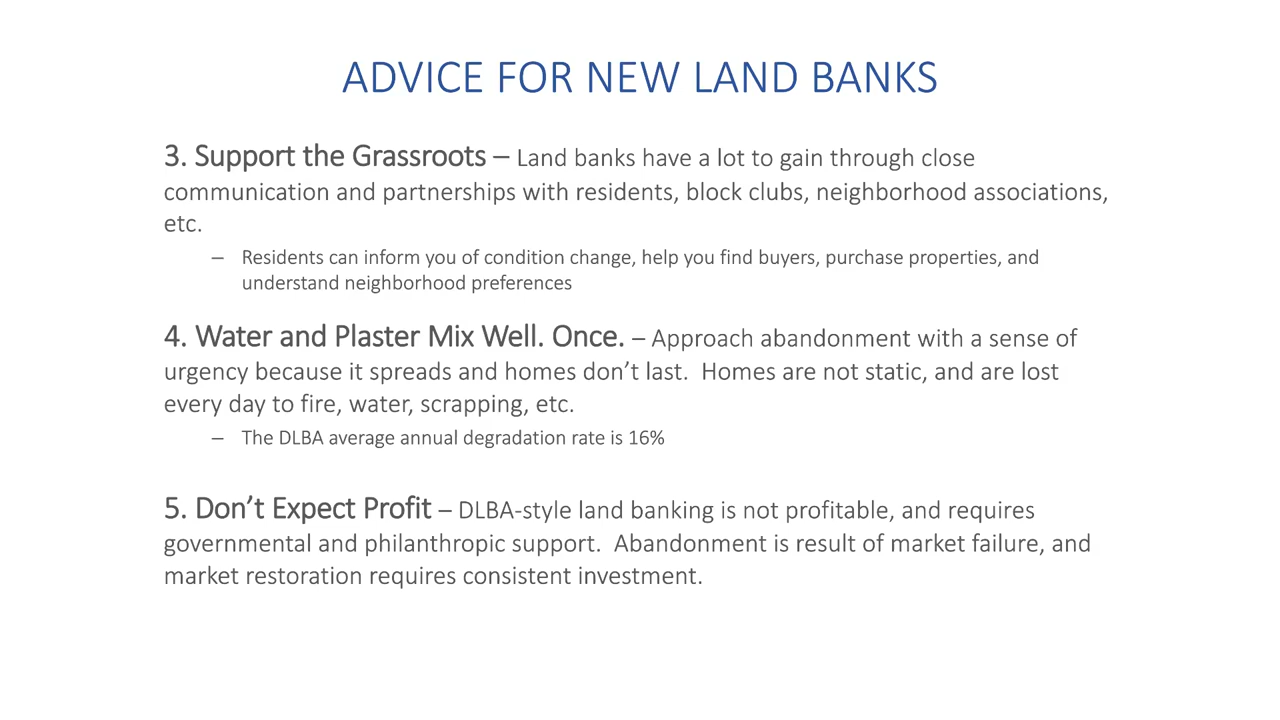 ADVICE FOR NEW LAND BANKS
3. Support the Grassroots – Land banks have a lot to gain through close
communication and partnerships with residents, block clubs, neighborhood associations,
etc.
– Residents can inform you of condition change, help you find buyers, purchase properties, and
understand neighborhood preferences
4. Water and Plaster Mix Well. Once. – Approach abandonment with a sense of
urgency because it spreads and homes don’t last.  Homes are not static, and are lost
every day to fire, water, scrapping, etc.
– The DLBA average annual degradation rate is 16%
5. Don’t Expect Profit – DLBA-style land banking is not profitable, and requires
governmental and philanthropic support.  Abandonment is result of market failure, and
market restoration requires consistent investment.